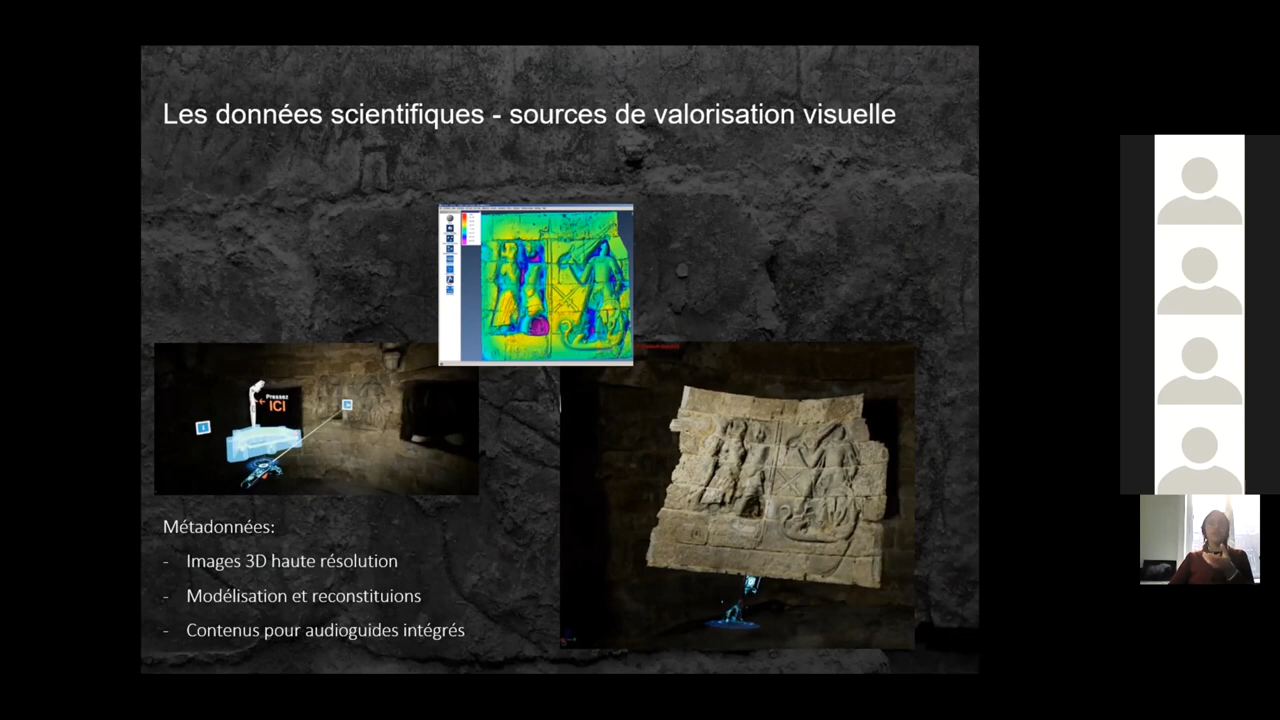 Les données scientifiques - sources de valorisation visuelle
Pressez
ICI
Métadonnées:
- Images 3D haute résolution
- Modélisation et reconstituions
- Contenus pour audioguides intégrés